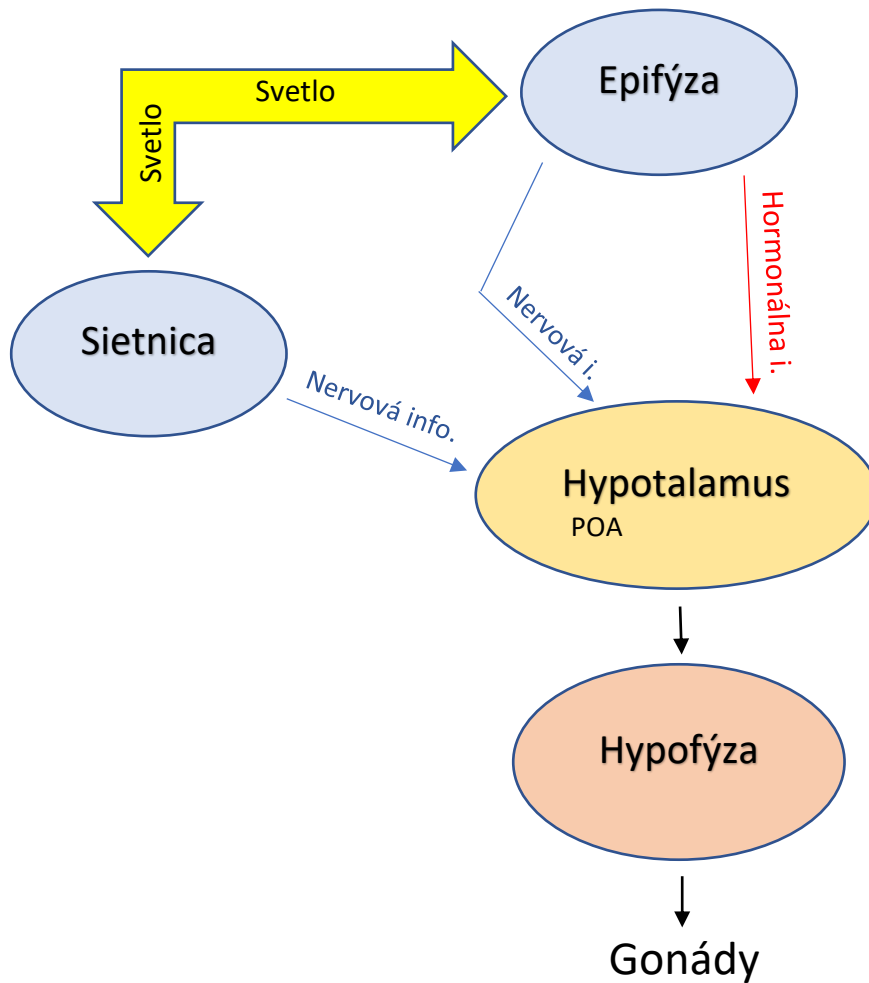 Epifýza
Svetlo
Svetlo
Sietnica
Nervová i.
Hormonálna i.
Nervová info.
Hypotalamus
POA
Hypofýza
Gonády